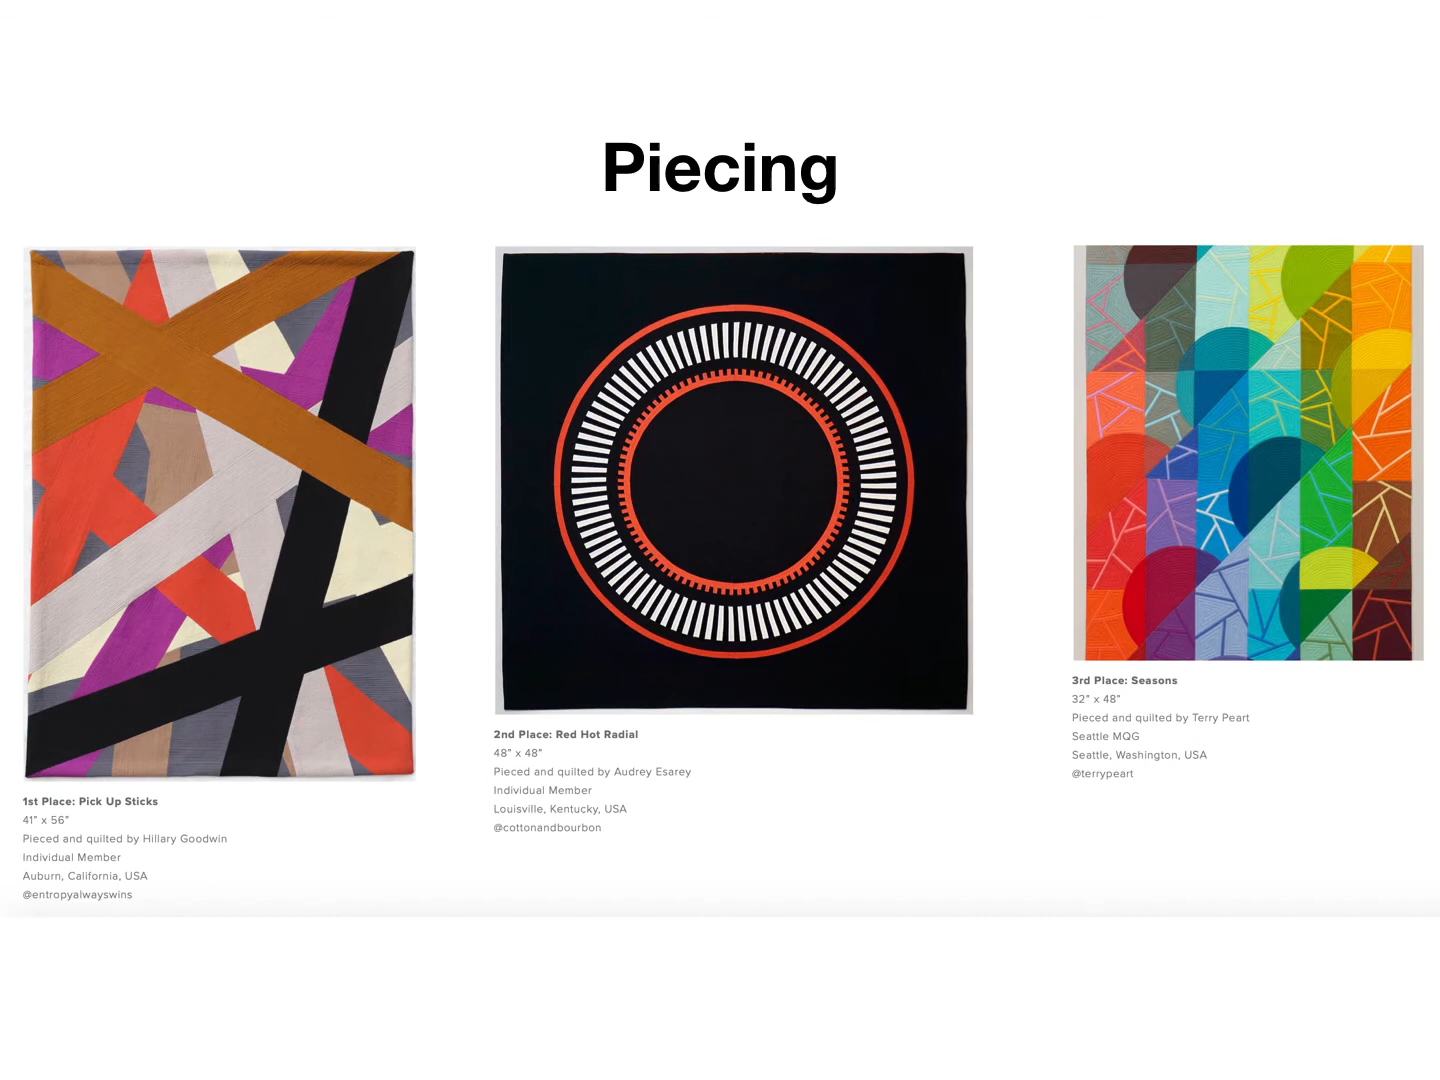 Piecing
1st Place: Pick Up Sticks
41” x 56”
Pieced and quilted by Hillary Goodwin
Individual Member
Auburn, California, USA
@entropyalwayswins
2nd Place: Red Hot Radial
48” x 48”
Pieced and quilted by Audrey Esarey
Individual Member
Louisville, Kentucky, USA
@cottonandbourbon
3rd Place: Seasons
32” x 48”
Pieced and quilted by Terry Peart
Seattle MQG
Seattle, Washington, USA
@terrypeart